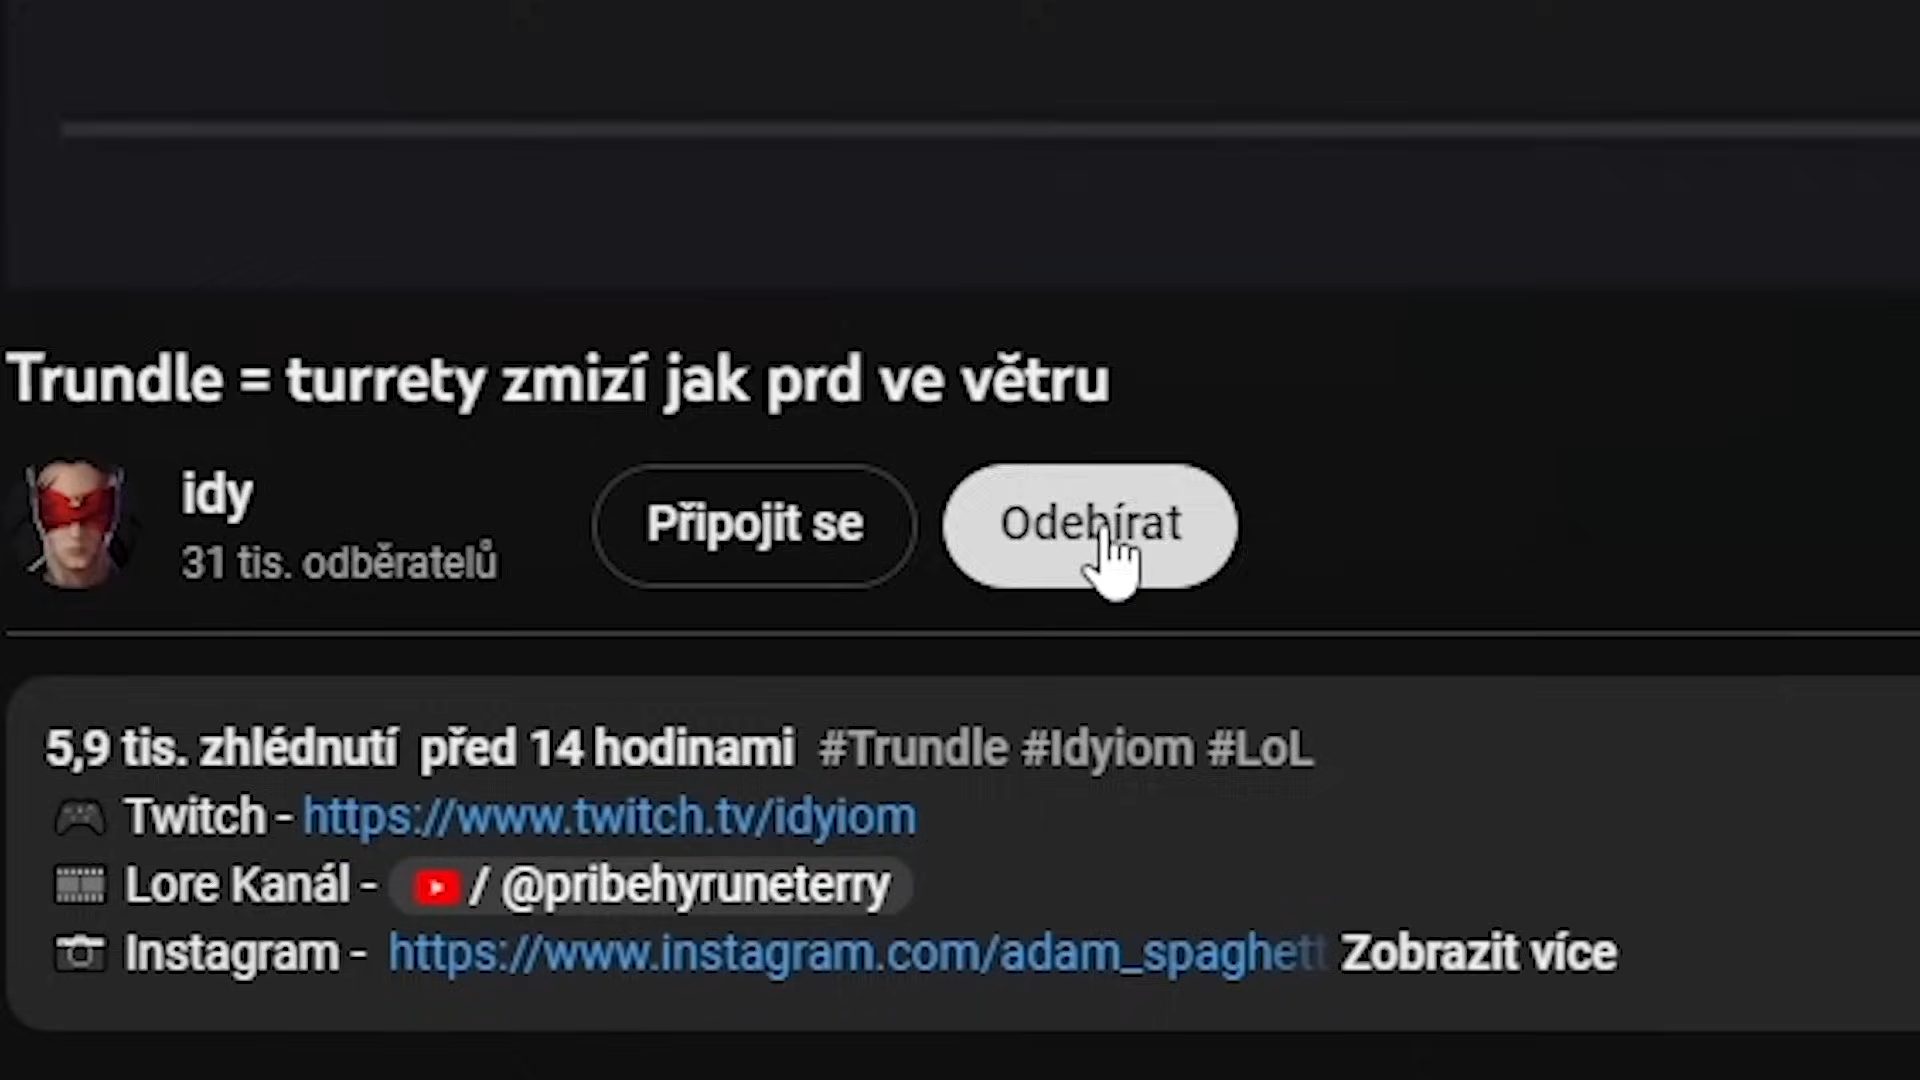 Trundle = turrety zmizí jak prd ve větru
idy
31 tis. odběratelů
Připojit se
Odebírat
5,9 tis. zhlédnutí před 14 hodinami #Trundle #Idyiom #LoL
Twitch - https://www.twitch.tv/idyiom
Lore Kanál - / @pribehyruneterry
Instagram - https://www.instagram.com/adam_spaghett Zobrazit více